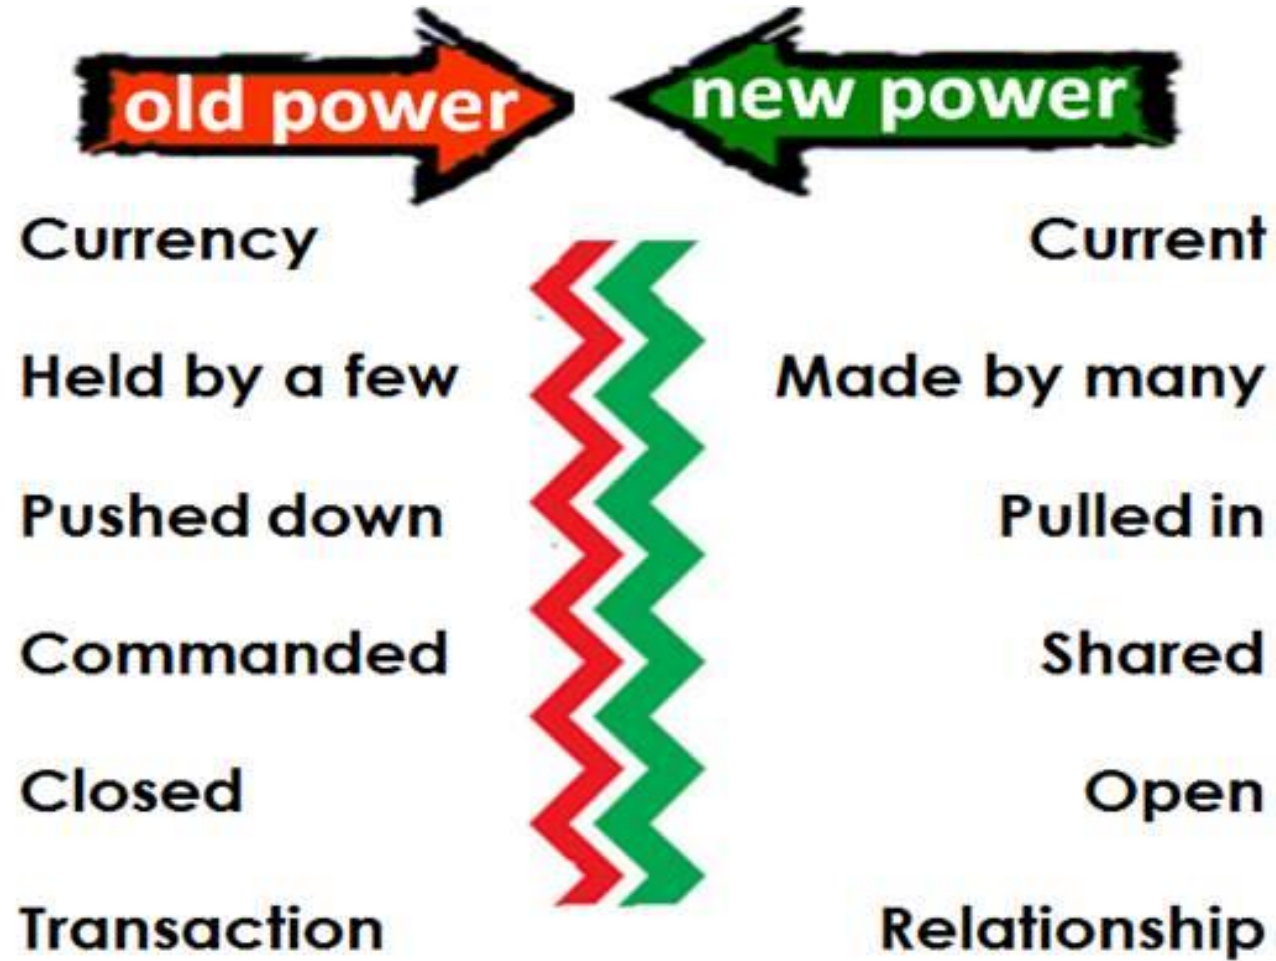 old power new power
Currency Current
Held by a few Made by many
Pushed down Pulled in
Commanded Shared
Closed Open
Transaction Relationship